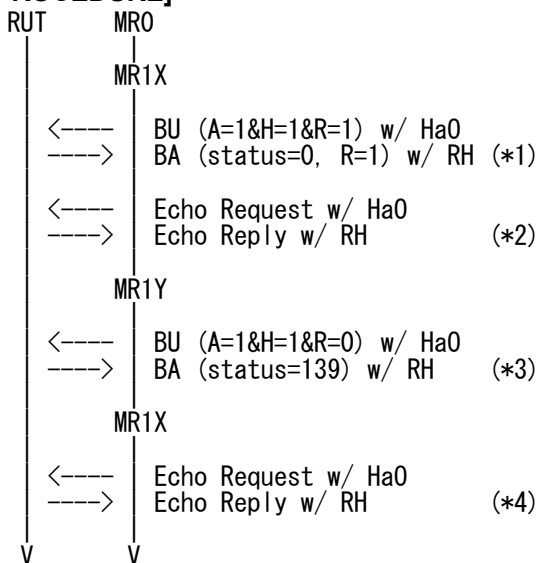 RUT MR0
MR1X
<---- BU (A=1&H=1&R=1) w/ HaO
----> BA (status=0, R=1) w/ RH (*1)
<---- Echo Request w/ HaO
----> Echo Reply w/ RH (*2)
MR1Y
<---- BU (A=1&H=1&R=0) w/ HaO
----> BA (status=139) w/ RH (*3)
MR1X
<---- Echo Request w/ HaO
----> Echo Reply w/ RH (*4)
V V